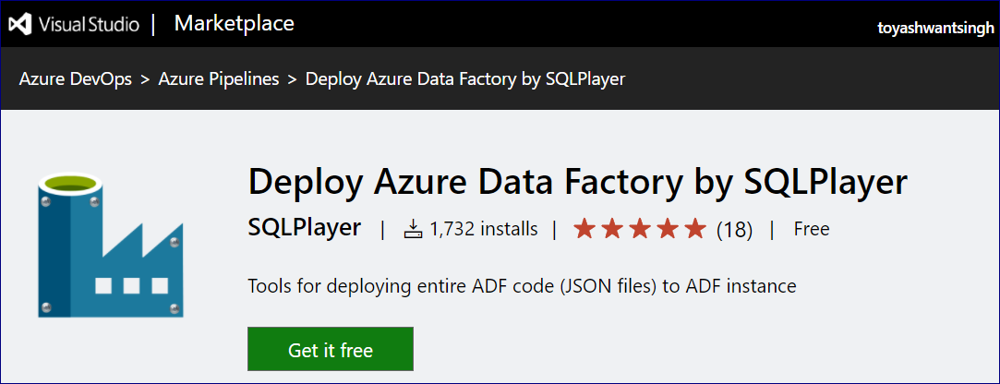 Visual Studio | Marketplace
toyashwantsingh
Azure DevOps > Azure Pipelines > Deploy Azure Data Factory by SQLPlayer
Deploy Azure Data Factory by SQLPlayer
SQLPlayer | 1,732 installs | (18) | Free
Tools for deploying entire ADF code (JSON files) to ADF instance
Get it free